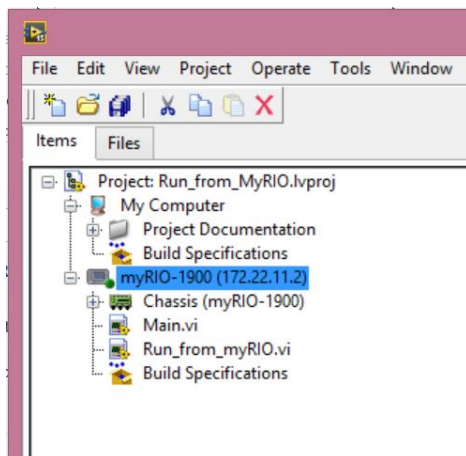 File Edit View Project Operate Tools Window
Items Files
Project: Run_from_MyRIO.lvproj
My Computer
Project Documentation
Build Specifications
myRIO-1900 (172.22.11.2)
Chassis (myRIO-1900)
Main.vi
Run_from_myRIO.vi
Build Specifications